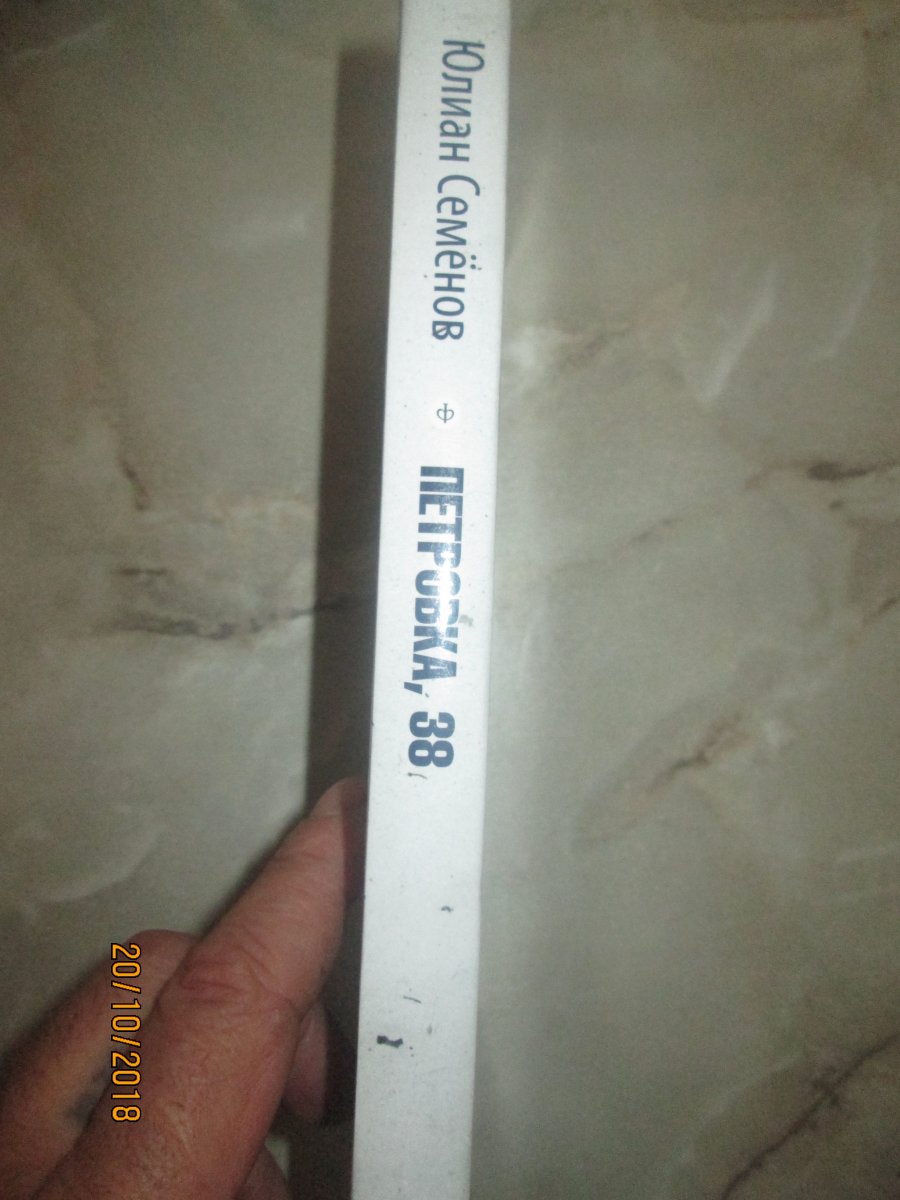 Юлиан Семёнов
Ф
ПЕТРОВКА, 38
20/10/2018